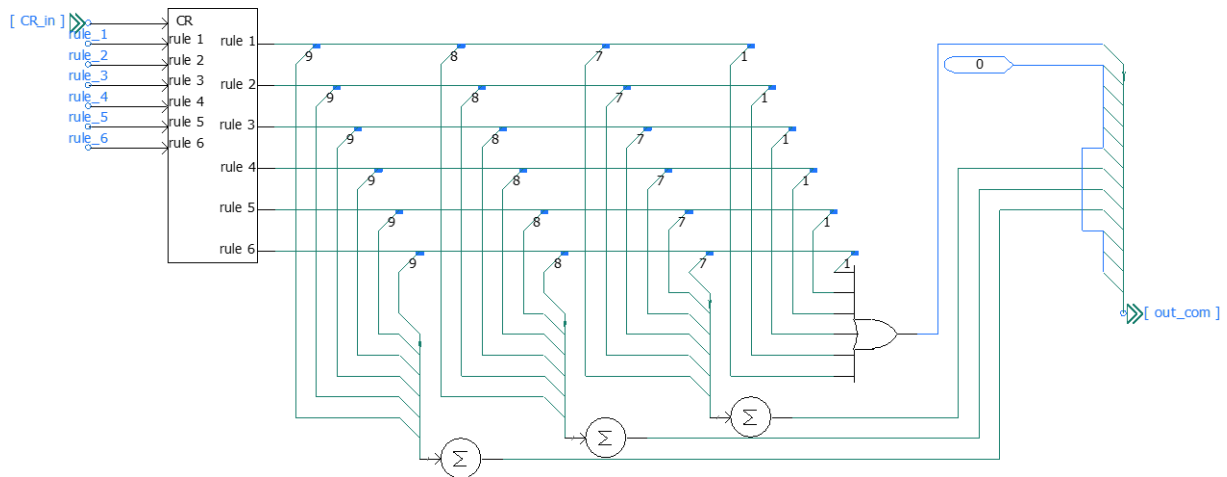 [ CR_in ]
CR
rule_1
rule 1
rule 1
9
8
7
1
0
rule_2
rule 2
rule 2
9
8
7
1
rule_3
rule 3
rule 3
9
8
7
1
rule_4
rule 4
rule 4
9
8
7
1
rule_5
rule 5
rule 5
9
8
7
1
rule_6
rule 6
rule 6
9
8
7
1
[ out_com ]
Σ
Σ
Σ